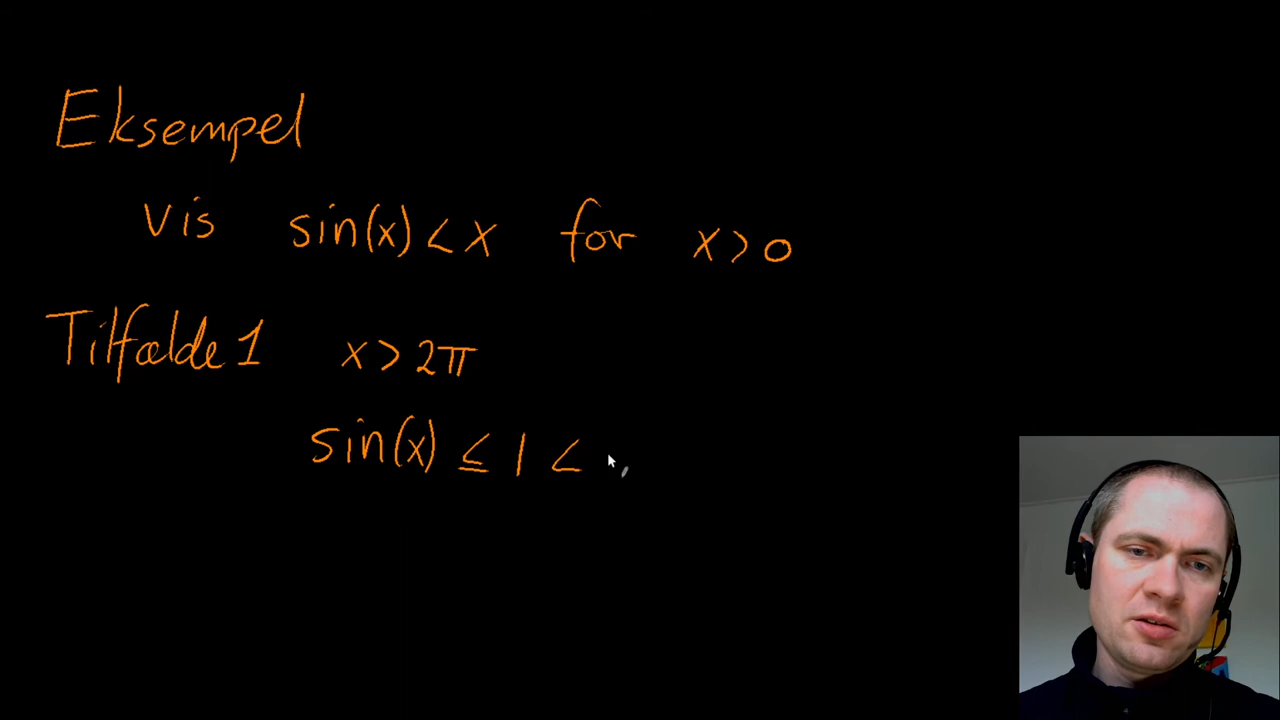 Eksempel
Vis sin(x) < x for x > 0
Tilfælde 1 x > 2π
sin(x) ≤ 1 <